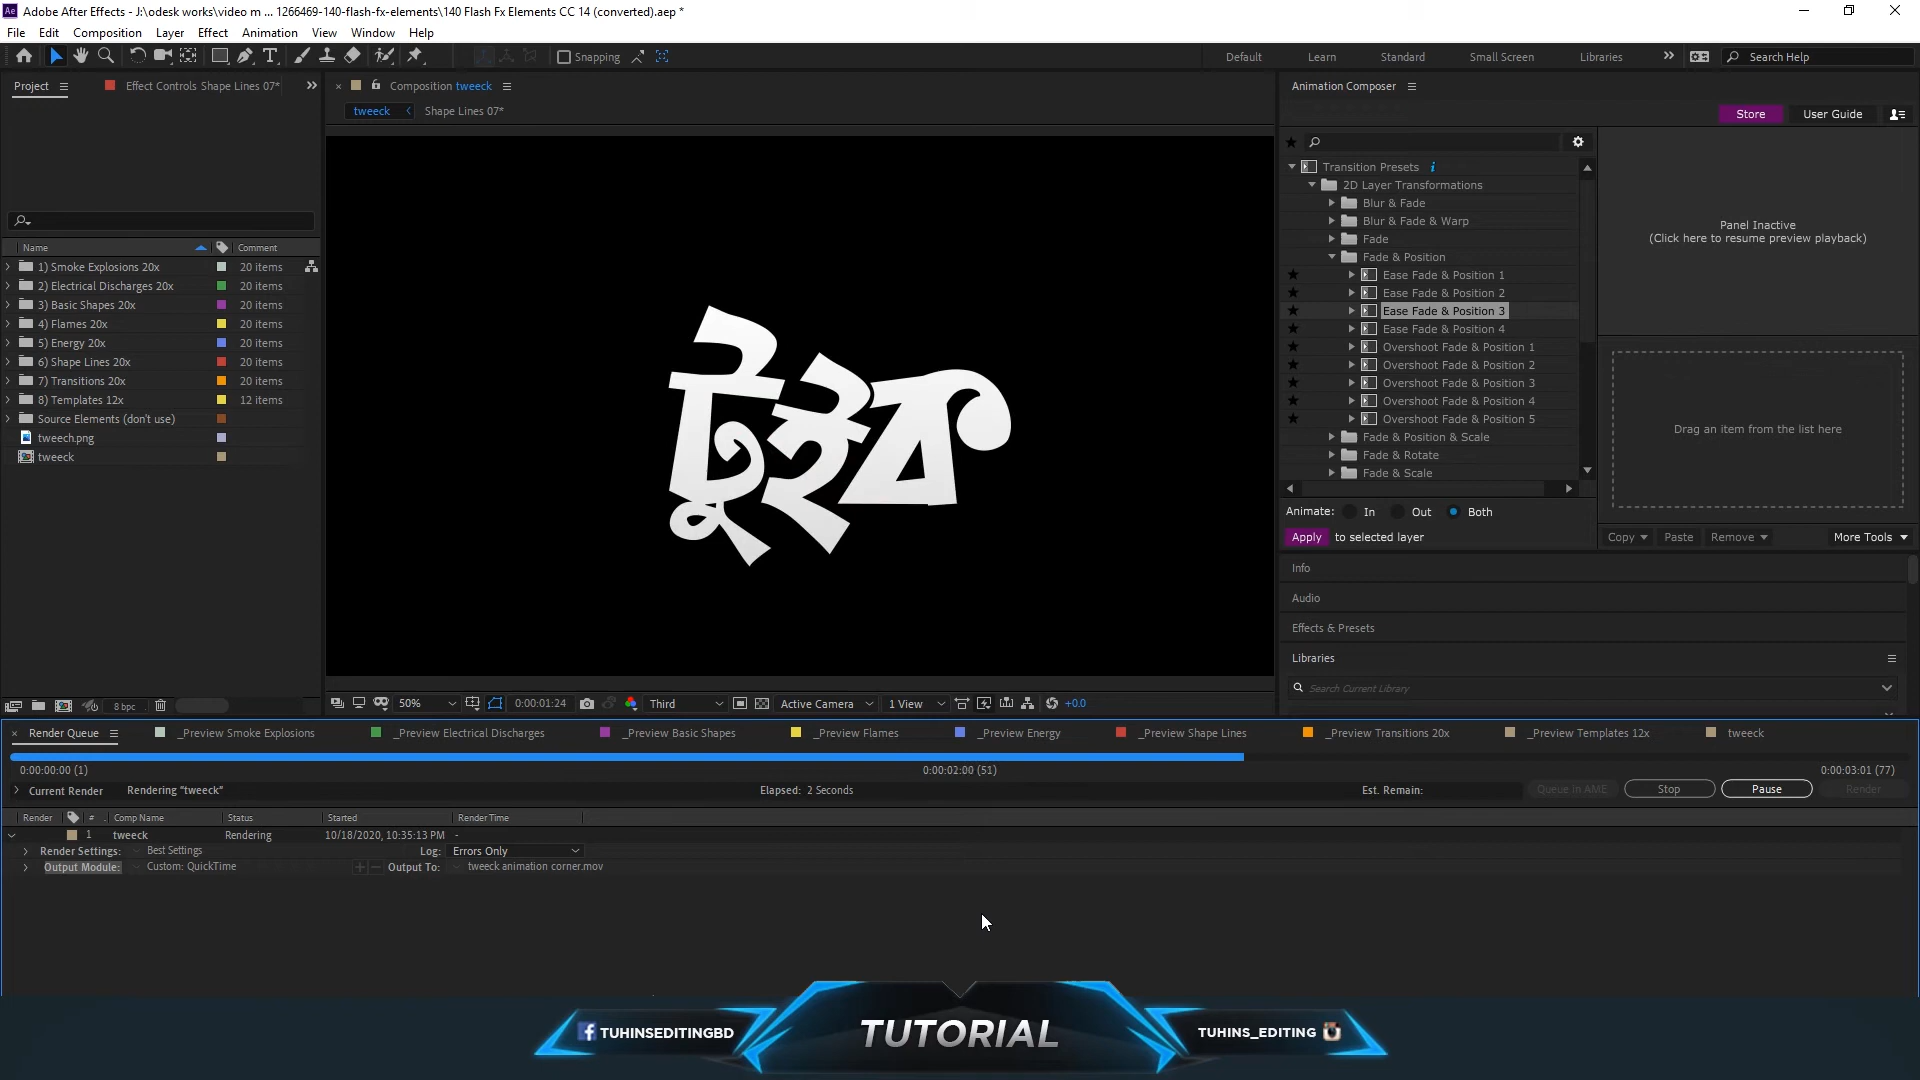 Adobe After Effects - J:\odesk works\video m ... 1266469-140-flash-fx-elements\140 Flash Fx Elements CC 14 (converted).aep *
File Edit Composition Layer Effect Animation View Window Help
Snapping Default Learn Standard Small Screen Libraries Search Help
Project Effect Controls Shape Lines 07*
Composition tweeck
tweeck Shape Lines 07*
Name Comment
1) Smoke Explosions 20x 20 items
2) Electrical Discharges 20x 20 items
3) Basic Shapes 20x 20 items
4) Flames 20x 20 items
5) Energy 20x 20 items
6) Shape Lines 20x 20 items
7) Transitions 20x 20 items
8) Templates 12x 12 items
Source Elements (don't use)
tweech.png
tweeck
8 bpc
টুইক
50% 0:00:01:24 Third Active Camera 1 View +0.0
Animation Composer
Store User Guide
Transition Presets i
2D Layer Transformations
Blur & Fade
Blur & Fade & Warp
Fade
Fade & Position
Ease Fade & Position 1
Ease Fade & Position 2
Ease Fade & Position 3
Ease Fade & Position 4
Overshoot Fade & Position 1
Overshoot Fade & Position 2
Overshoot Fade & Position 3
Overshoot Fade & Position 4
Overshoot Fade & Position 5
Fade & Position & Scale
Fade & Rotate
Fade & Scale
Panel Inactive
(Click here to resume preview playback)
Drag an item from the list here
Animate: In Out Both
Apply to selected layer
Copy Paste Remove More Tools
Info
Audio
Effects & Presets
Libraries
Search Current Library
Render Queue _Preview Smoke Explosions _Preview Electrical Discharges _Preview Basic Shapes _Preview Flames _Preview Energy _Preview Shape Lines _Preview Transitions 20x _Preview Templates 12x tweeck
0:00:00:00 (1) 0:00:02:00 (51) 0:00:03:01 (77)
Current Render Rendering "tweeck" Elapsed: 2 Seconds Est. Remain: Queue in AME Stop Pause Render
Render # Comp Name Status Started Render Time
1 tweeck Rendering 10/18/2020, 10:35:13 PM -
Render Settings: Best Settings Log: Errors Only
Output Module: Custom: QuickTime Output To: tweeck animation corner.mov
TUHINSEDITINGBD TUTORIAL TUHINS_EDITING